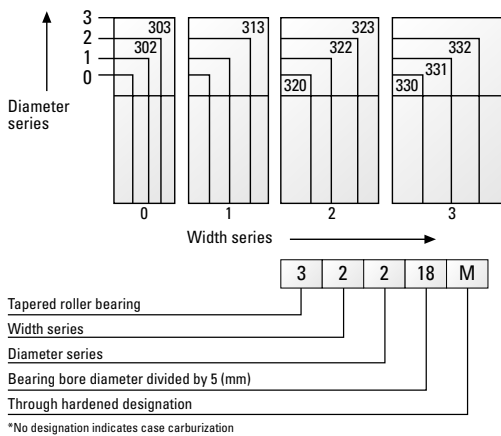 3
2
1
0
Diameter
series
303
302
313
323
322
320
332
331
330
0 1 2 3
Width series
3 2 2 18 M
Tapered roller bearing
Width series
Diameter series
Bearing bore diameter divided by 5 (mm)
Through hardened designation
*No designation indicates case carburization